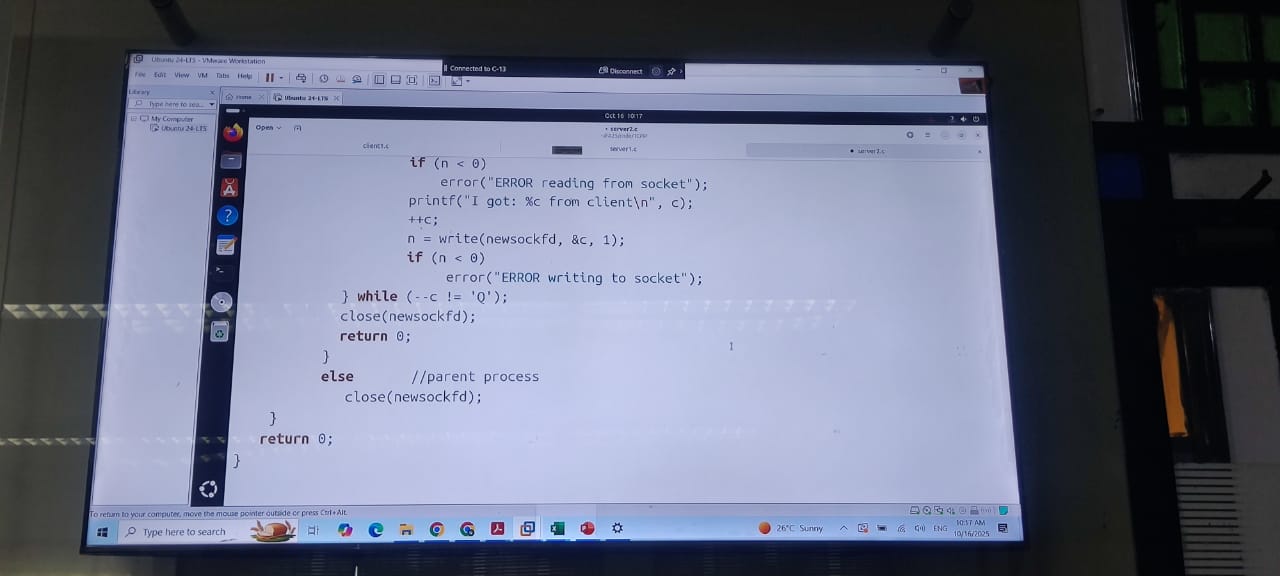 Ubuntu 24-LTS - VMware Workstation
Connected to C-13
Disconnect
File Edit View VM Tabs Help
Library
Type here to sea...
Home
Ubuntu 24-LTS
My Computer
Ubuntu 24-LTS
Oct 16 10:17
Open
server2.c
client1.c
server1.c
server2.c
if (n < 0)
error("ERROR reading from socket");
printf("I got: %c from client\n", c);
++c;
n = write(newsockfd, &c, 1);
if (n < 0)
error("ERROR writing to socket");
} while (--c != 'Q');
close(newsockfd);
return 0;
}
else //parent process
close(newsockfd);
}
return 0;
}
To return to your computer, move the mouse pointer outside or press Ctrl+Alt.
Type here to search
26°C Sunny
ENG
10:17 AM
10/16/2025